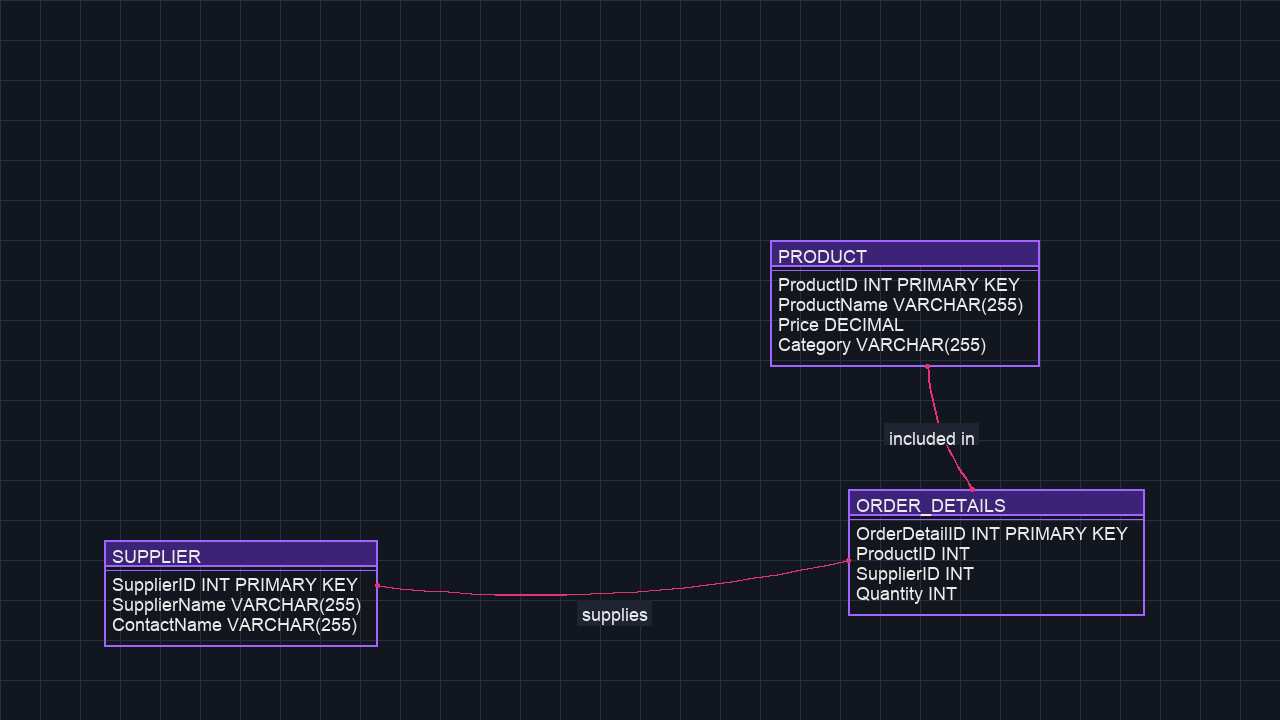 PRODUCT
ProductID INT PRIMARY KEY
ProductName VARCHAR(255)
Price DECIMAL
Category VARCHAR(255)
included in
ORDER_DETAILS
OrderDetailID INT PRIMARY KEY
ProductID INT
SupplierID INT
Quantity INT
SUPPLIER
SupplierID INT PRIMARY KEY
SupplierName VARCHAR(255)
ContactName VARCHAR(255)
supplies